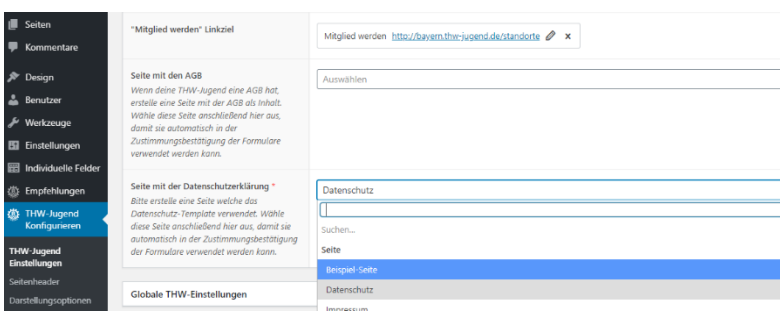 Seiten
Kommentare
Design
Benutzer
Werkzeuge
Einstellungen
Individuelle Felder
Empfehlungen
THW-Jugend
Konfigurieren
THW-Jugend
Einstellungen
Seitenheader
Darstellungsoptionen
"Mitglied werden" Linkziel
Mitglied werden http://bayern.thw-jugend.de/standorte x
Seite mit den AGB
Wenn deine THW-Jugend eine AGB hat,
erstelle eine Seite mit der AGB als Inhalt.
Wähle diese Seite anschließend hier aus,
damit sie automatisch in der
Zustimmungsbestätigung der Formulare
verwendet werden kann.
Auswählen
Seite mit der Datenschutzerklärung *
Bitte erstelle eine Seite welche das
Datenschutz-Template verwendet. Wähle
diese Seite anschließend hier aus, damit sie
automatisch in der Zustimmungsbestätigung
der Formulare verwendet werden kann.
Datenschutz
Suchen...
Seite
Beispiel-Seite
Datenschutz
Impressum
Globale THW-Einstellungen